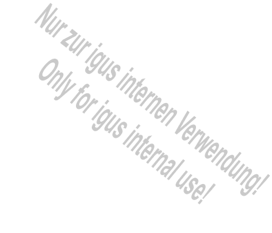 Nur zur igus internen Verwendung!
Only for igus internal use!